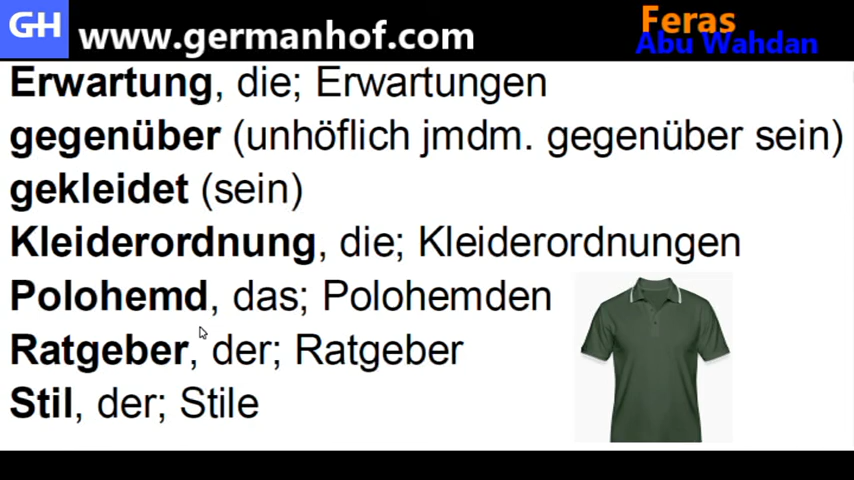 GH www.germanhof.com
Feras
Abu Wahdan
Erwartung, die; Erwartungen
gegenüber (unhöflich jmdm. gegenüber sein)
gekleidet (sein)
Kleiderordnung, die; Kleiderordnungen
Polohemd, das; Polohemden
Ratgeber, der; Ratgeber
Stil, der; Stile